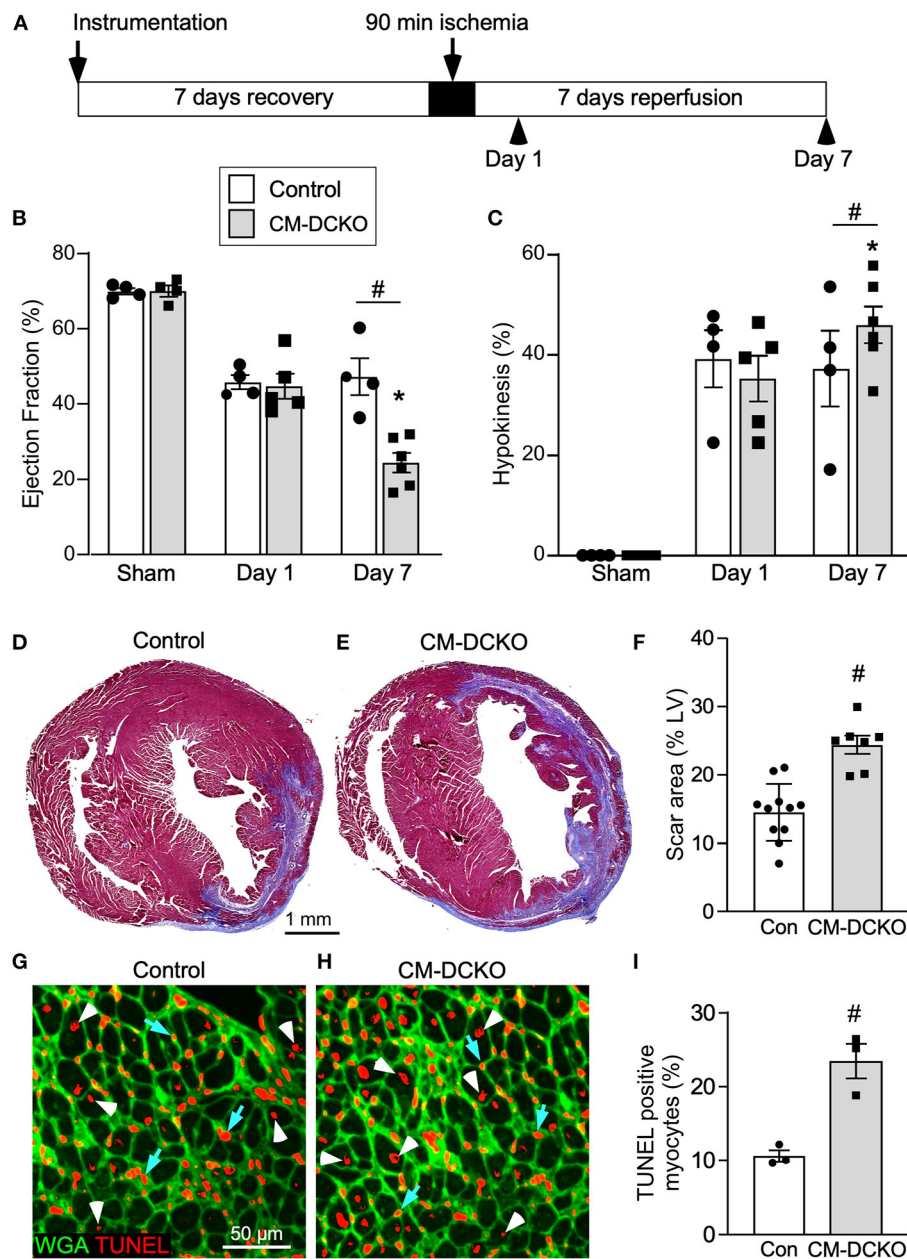 A
Instrumentation
90 min ischemia
7 days recovery
7 days reperfusion
Day 1
Day 7
Control
CM-DCKO
B
Ejection Fraction (%)
80
60
40
20
0
#
*
Sham
Day 1
Day 7
C
Hypokinesis (%)
60
40
20
0
#
*
Sham
Day 1
Day 7
D
Control
1 mm
E
CM-DCKO
F
Scar area (% LV)
40
30
20
10
0
#
Con
CM-DCKO
G
Control
WGA TUNEL
50 µm
H
CM-DCKO
I
TUNEL positive
myocytes (%)
30
20
10
0
#
Con
CM-DCKO